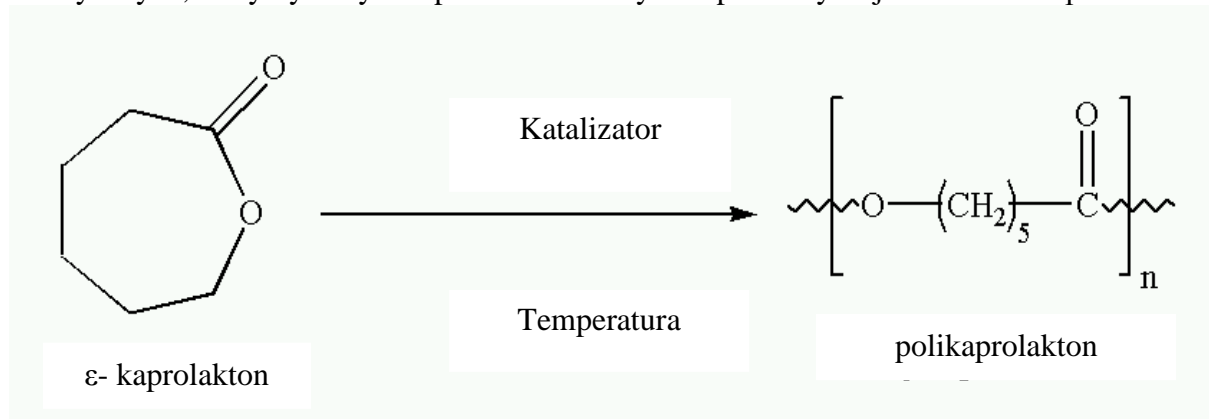 O
Katalizator
O
O
O
(CH2)5
C
n
Temperatura
ε- kaprolakton
polikaprolakton